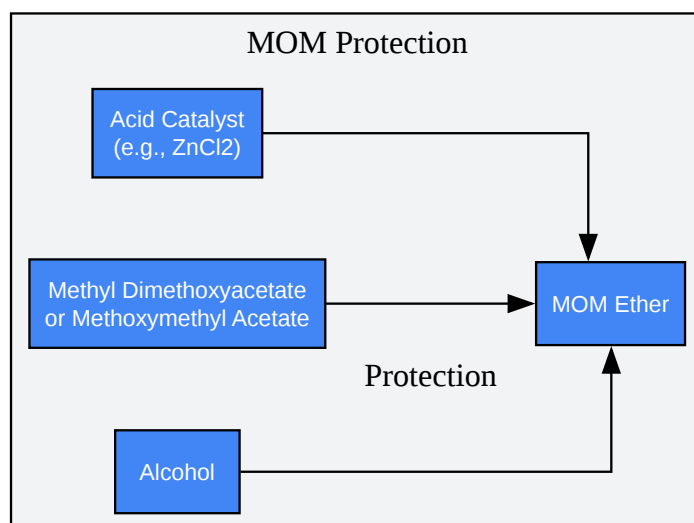 MOM Protection
Acid Catalyst
(e.g., ZnCl2)
Methyl Dimethoxyacetate
or Methoxymethyl Acetate
MOM Ether
Protection
Alcohol